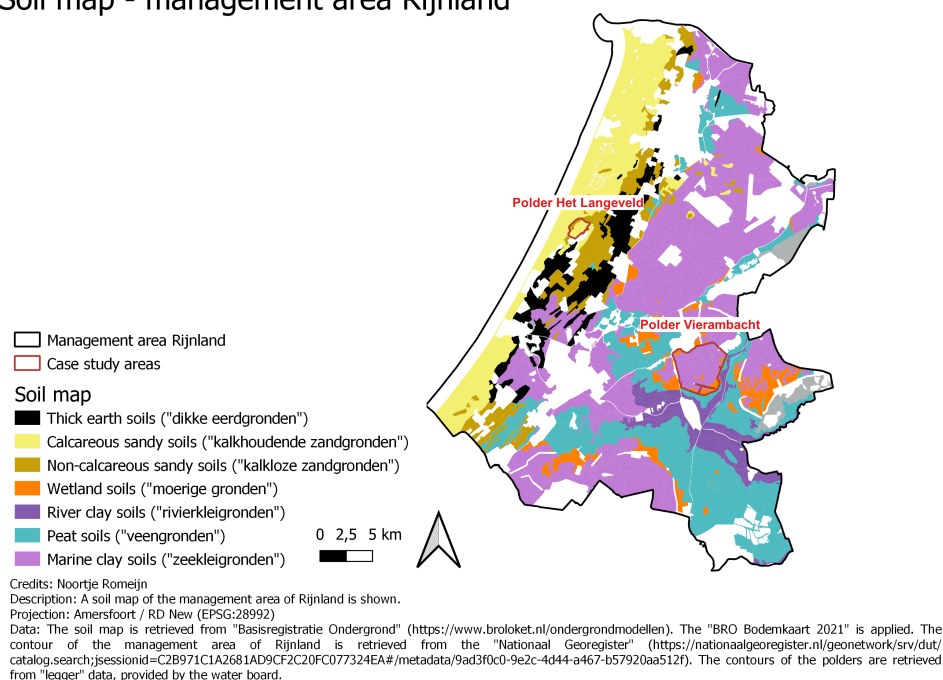 Soil map - management area Rijnland
Polder Het Langeveld
Polder Vierambacht
Management area Rijnland
Case study areas
Soil map
Thick earth soils ("dikke eerdgronden")
Calcareous sandy soils ("kalkhoudende zandgronden")
Non-calcareous sandy soils ("kalkloze zandgronden")
Wetland soils ("moerige gronden")
River clay soils ("rivierkleigronden")
Peat soils ("veengronden")
Marine clay soils ("zeekleigronden")
0 2,5 5 km
Credits: Noortje Romeijn
Description: A soil map of the management area of Rijnland is shown.
Projection: Amersfoort / RD New (EPSG:28992)
Data: The soil map is retrieved from "Basisregistratie Ondergrond" (https://www.broloket.nl/ondergrondmodellen). The "BRO Bodemkaart 2021" is applied. The
contour of the management area of Rijnland is retrieved from the "Nationaal Georegister" (https://nationaalgeoregister.nl/geonetwork/srv/dut/
catalog.search;jsessionid=C2B971C1A2681AD9CF2C20FC077324EA#/metadata/9ad3f0c0-9e2c-4d44-a467-b57920aa512f). The contours of the polders are retrieved
from "legger" data, provided by the water board.